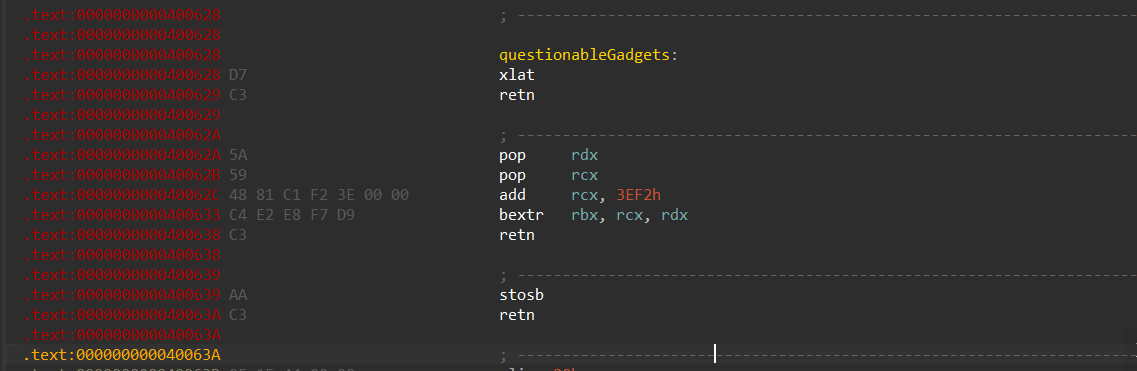 .text:0000000000400628 ; ------------------------------------------------------------------
.text:0000000000400628
.text:0000000000400628 questionableGadgets:
.text:0000000000400628 D7 xlat
.text:0000000000400629 C3 retn
.text:0000000000400629
.text:000000000040062A ; ------------------------------------------------------------------
.text:000000000040062A 5A pop rdx
.text:000000000040062B 59 pop rcx
.text:000000000040062C 48 81 C1 F2 3E 00 00 add rcx, 3EF2h
.text:0000000000400633 C4 E2 E8 F7 D9 bextr rbx, rcx, rdx
.text:0000000000400638 C3 retn
.text:0000000000400638
.text:0000000000400639 ; ------------------------------------------------------------------
.text:0000000000400639 AA stosb
.text:000000000040063A C3 retn
.text:000000000040063A
.text:000000000040063A ; ------------------------------------------------------------------